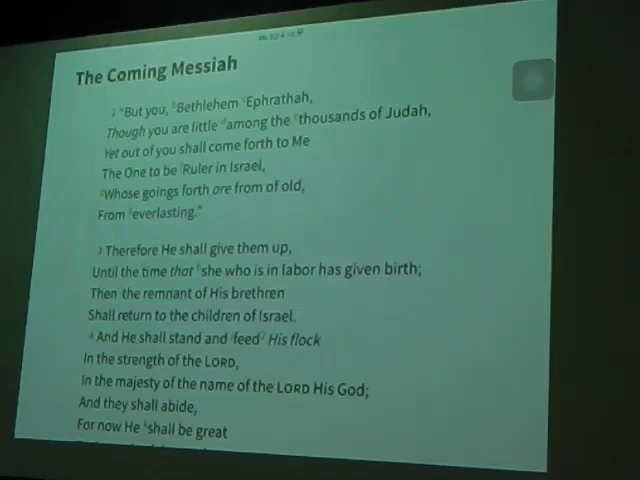 The Coming Messiah
2 "But you, Bethlehem Ephrathah,
Though you are little among the thousands of Judah,
Yet out of you shall come forth to Me
The One to be Ruler in Israel,
Whose goings forth are from of old,
From everlasting."
3 Therefore He shall give them up,
Until the time that she who is in labor has given birth;
Then the remnant of His brethren
Shall return to the children of Israel.
4 And He shall stand and feed His flock
In the strength of the LORD,
In the majesty of the name of the LORD His God;
And they shall abide,
For now He shall be great